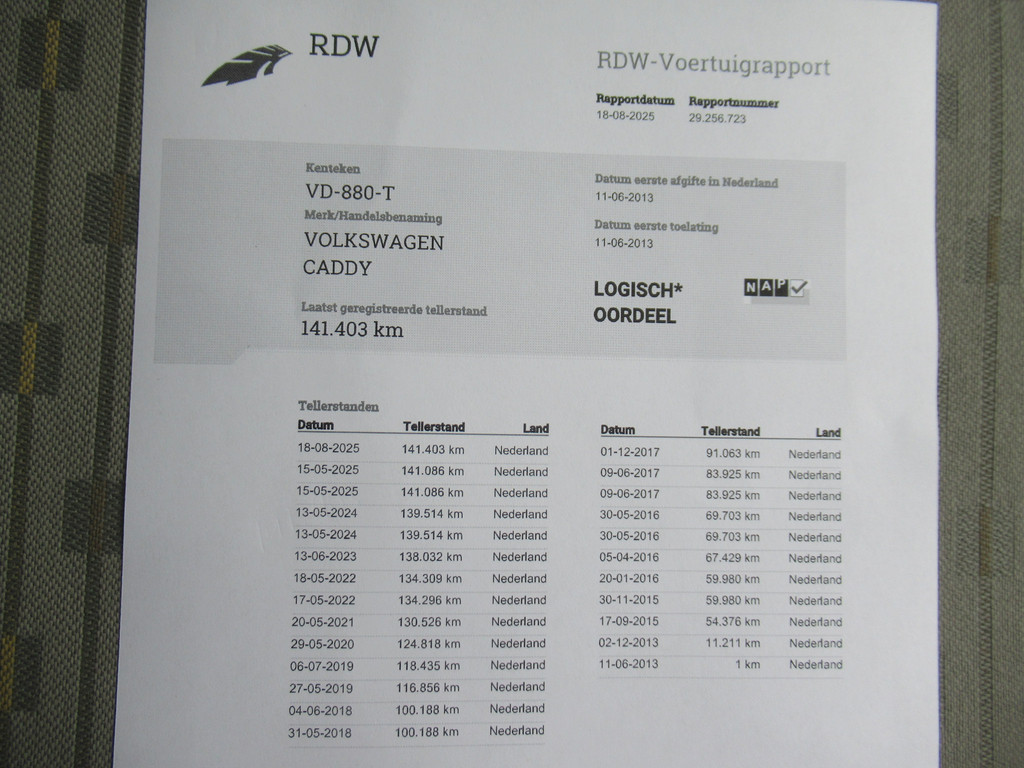 RDW
RDW-Voertuigrapport
Rapportdatum Rapportnummer
18-08-2025 29.256.723
Kenteken
VD-880-T
Merk/Handelsbenaming
VOLKSWAGEN
CADDY
Laatst geregistreerde tellerstand
141.403 km
Datum eerste afgifte in Nederland
11-06-2013
Datum eerste toelating
11-06-2013
LOGISCH*
OORDEEL
NAP
Tellerstanden
Datum Tellerstand Land
18-08-2025 141.403 km Nederland
15-05-2025 141.086 km Nederland
15-05-2025 141.086 km Nederland
13-05-2024 139.514 km Nederland
13-05-2024 139.514 km Nederland
13-06-2023 138.032 km Nederland
18-05-2022 134.309 km Nederland
17-05-2022 134.296 km Nederland
20-05-2021 130.526 km Nederland
29-05-2020 124.818 km Nederland
06-07-2019 118.435 km Nederland
27-05-2019 116.856 km Nederland
04-06-2018 100.188 km Nederland
31-05-2018 100.188 km Nederland
Datum Tellerstand Land
01-12-2017 91.063 km Nederland
09-06-2017 83.925 km Nederland
09-06-2017 83.925 km Nederland
30-05-2016 69.703 km Nederland
30-05-2016 69.703 km Nederland
05-04-2016 67.429 km Nederland
20-01-2016 59.980 km Nederland
30-11-2015 59.980 km Nederland
17-09-2015 54.376 km Nederland
02-12-2013 11.211 km Nederland
11-06-2013 1 km Nederland